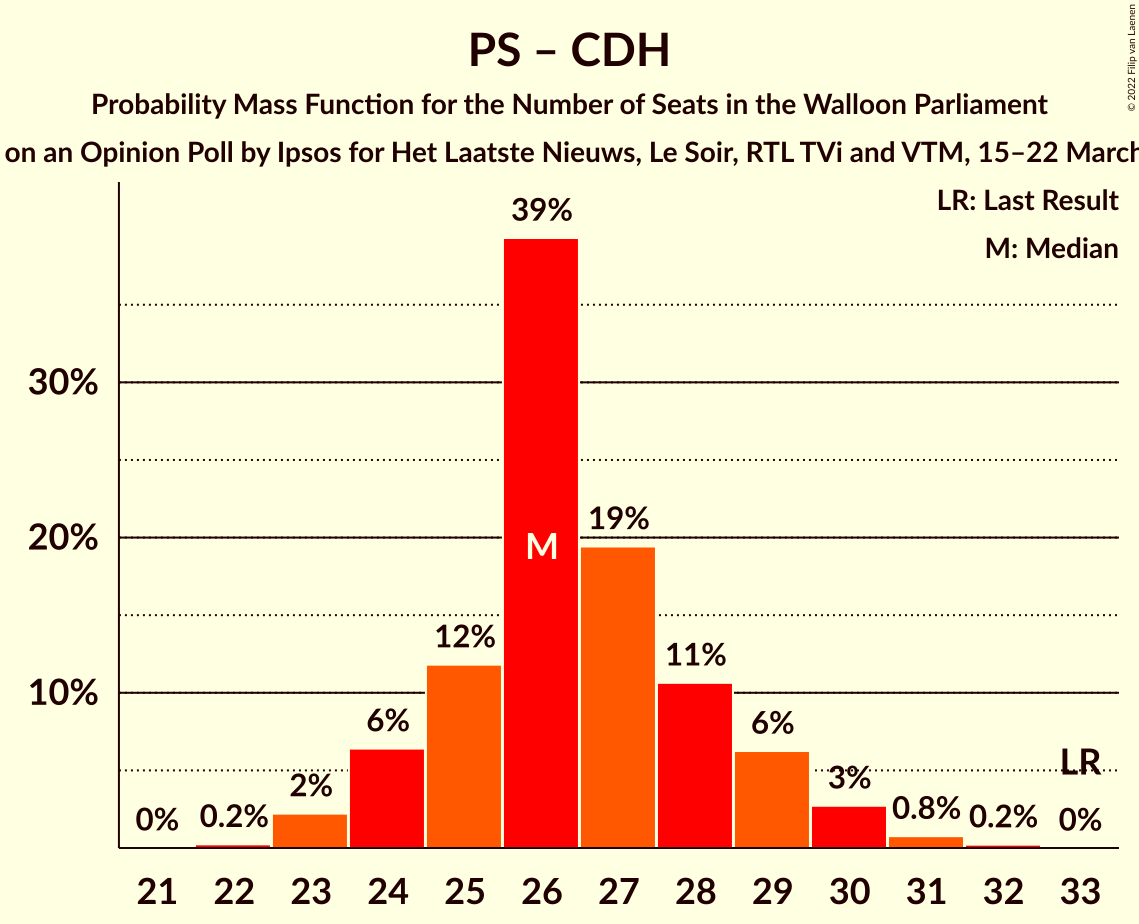 PS – CDH
Probability Mass Function for the Number of Seats in the Walloon Parliament
on an Opinion Poll by Ipsos for Het Laatste Nieuws, Le Soir, RTL TVi and VTM, 15–22 March
© 2022 Filip van Laenen
LR: Last Result
M: Median
39%
30%
20%
10%
M
19%
12%
11%
6%
6%
2%
3%
LR
0%
0.2%
0.8%
0.2%
0%
21 22 23 24 25 26 27 28 29 30 31 32 33